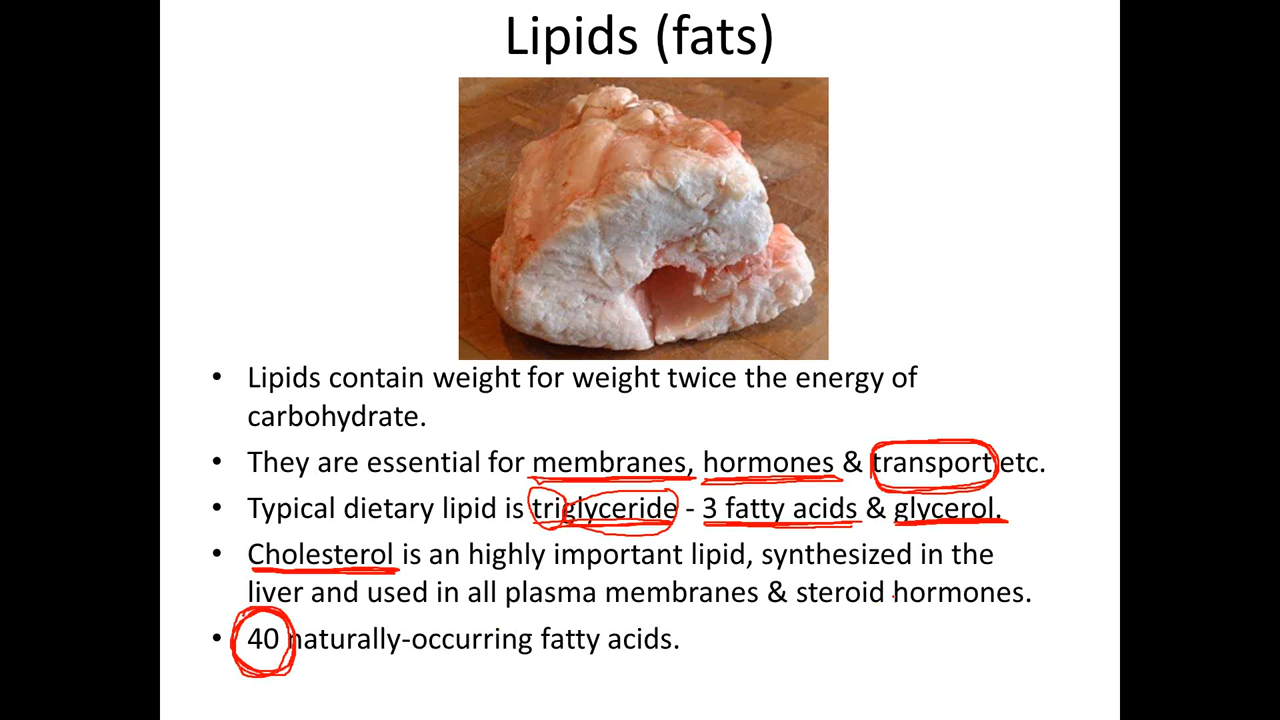 Lipids (fats)
• Lipids contain weight for weight twice the energy of
carbohydrate.
• They are essential for membranes, hormones & transport etc.
• Typical dietary lipid is triglyceride - 3 fatty acids & glycerol.
• Cholesterol is an highly important lipid, synthesized in the
liver and used in all plasma membranes & steroid hormones.
• 40 naturally-occurring fatty acids.